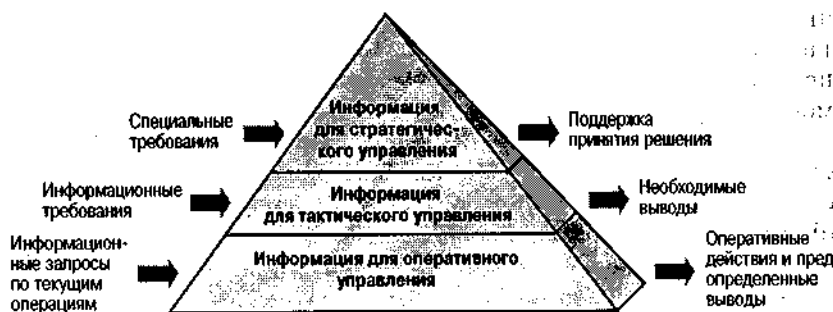 Информация
для стратегичес-
кого управления
Специальные
требования
Поддержка
принятия решения
Информационные
требования
Информация
для тактического управления
Необходимые
выводы
Информацион-
ные запросы
по текущим
операциям
Информация для оперативного
управления
Оперативные
действия и пред
определенные
выводы